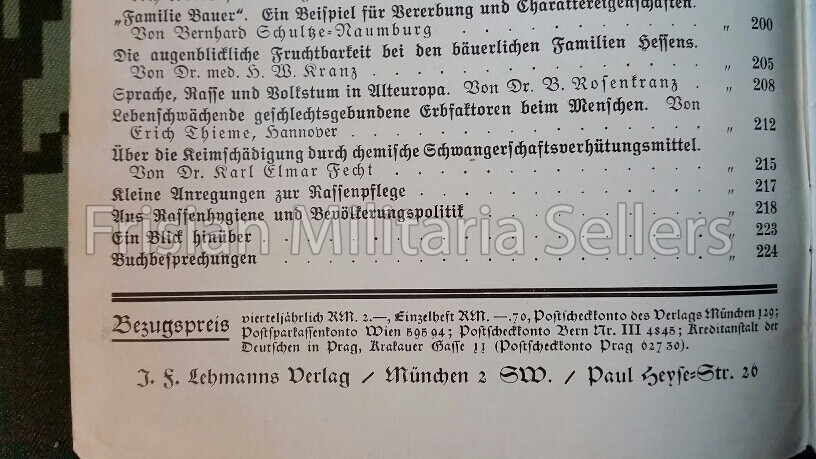 „Familie Bauer“. Ein Beispiel für Vererbung und Charaktereigenschaften.
Von Bernhard Schultze-Naumburg . . . . . . . . . . „ 200
Die augenblickliche Fruchtbarkeit bei den bäuerlichen Familien Hessens.
Von Dr. med. H. W. Kranz . . . . . . . . . . . . . „ 205
Sprache, Rasse und Volkstum in Alteuropa. Von Dr. B. Rosenkranz . „ 208
Lebenschwächende geschlechtsgebundene Erbfaktoren beim Menschen. Von
Erich Thieme, Hannover . . . . . . . . . . . . . . „ 212
Über die Keimschädigung durch chemische Schwangerschaftsverhütungsmittel.
Von Dr. Karl Elmar Fecht . . . . . . . . . . . . . „ 215
Kleine Anregungen zur Rassenpflege . . . . . . . . . . „ 217
Aus Rassenhygiene und Bevölkerungspolitik . . . . . . . . „ 218
Ein Blick hinüber . . . . . . . . . . . . . . . . „ 223
Buchbesprechungen . . . . . . . . . . . . . . . . „ 224
Frisian Militaria Sellers
Bezugspreis vierteljährlich RM. 2.—, Einzelheft RM. —.70, Postscheckkonto des Verlags München 129;
Postsparkassenkonto Wien 59594; Postscheckkonto Bern Nr. III 4845; Kreditanstalt der
Deutschen in Prag, Krakauer Gasse 11 (Postscheckkonto Prag 62730).
J. F. Lehmanns Verlag / München 2 SW. / Paul Heyse-Str. 26